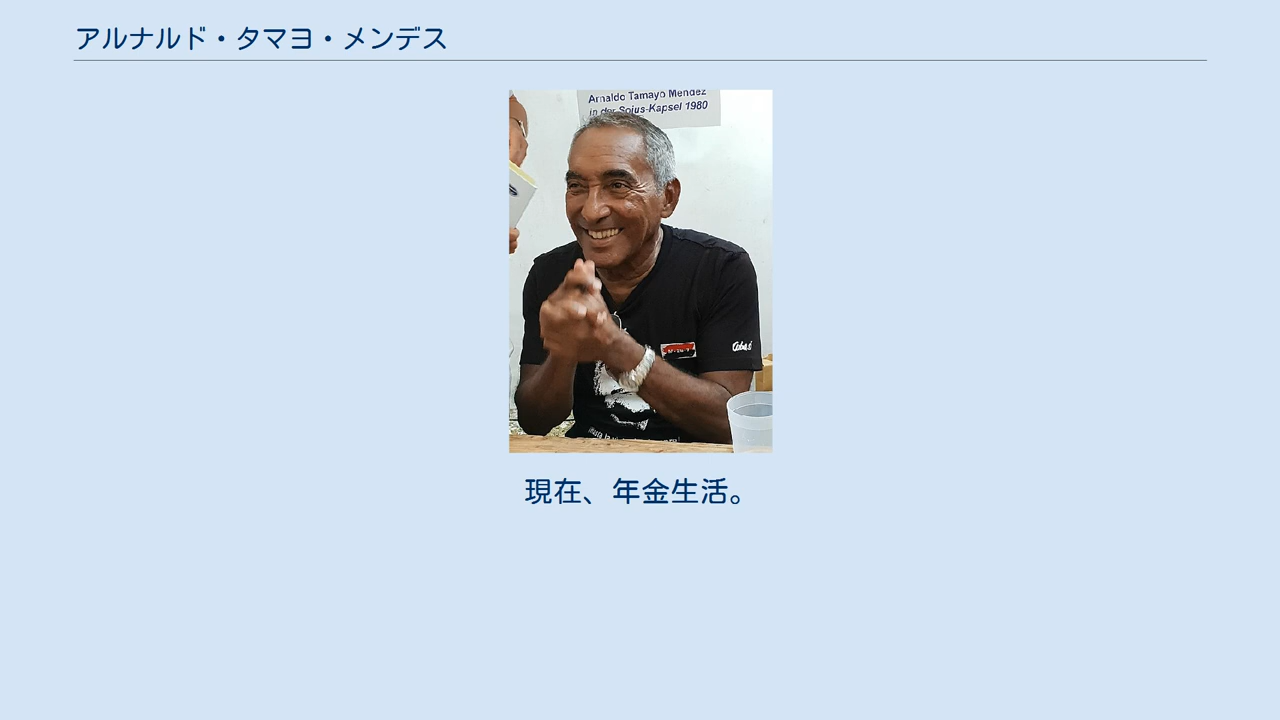 アルナルド・タマヨ・メンデス
Arnaldo Tamayo Mendez
in der Sojus-Kapsel 1980
現在、年金生活。